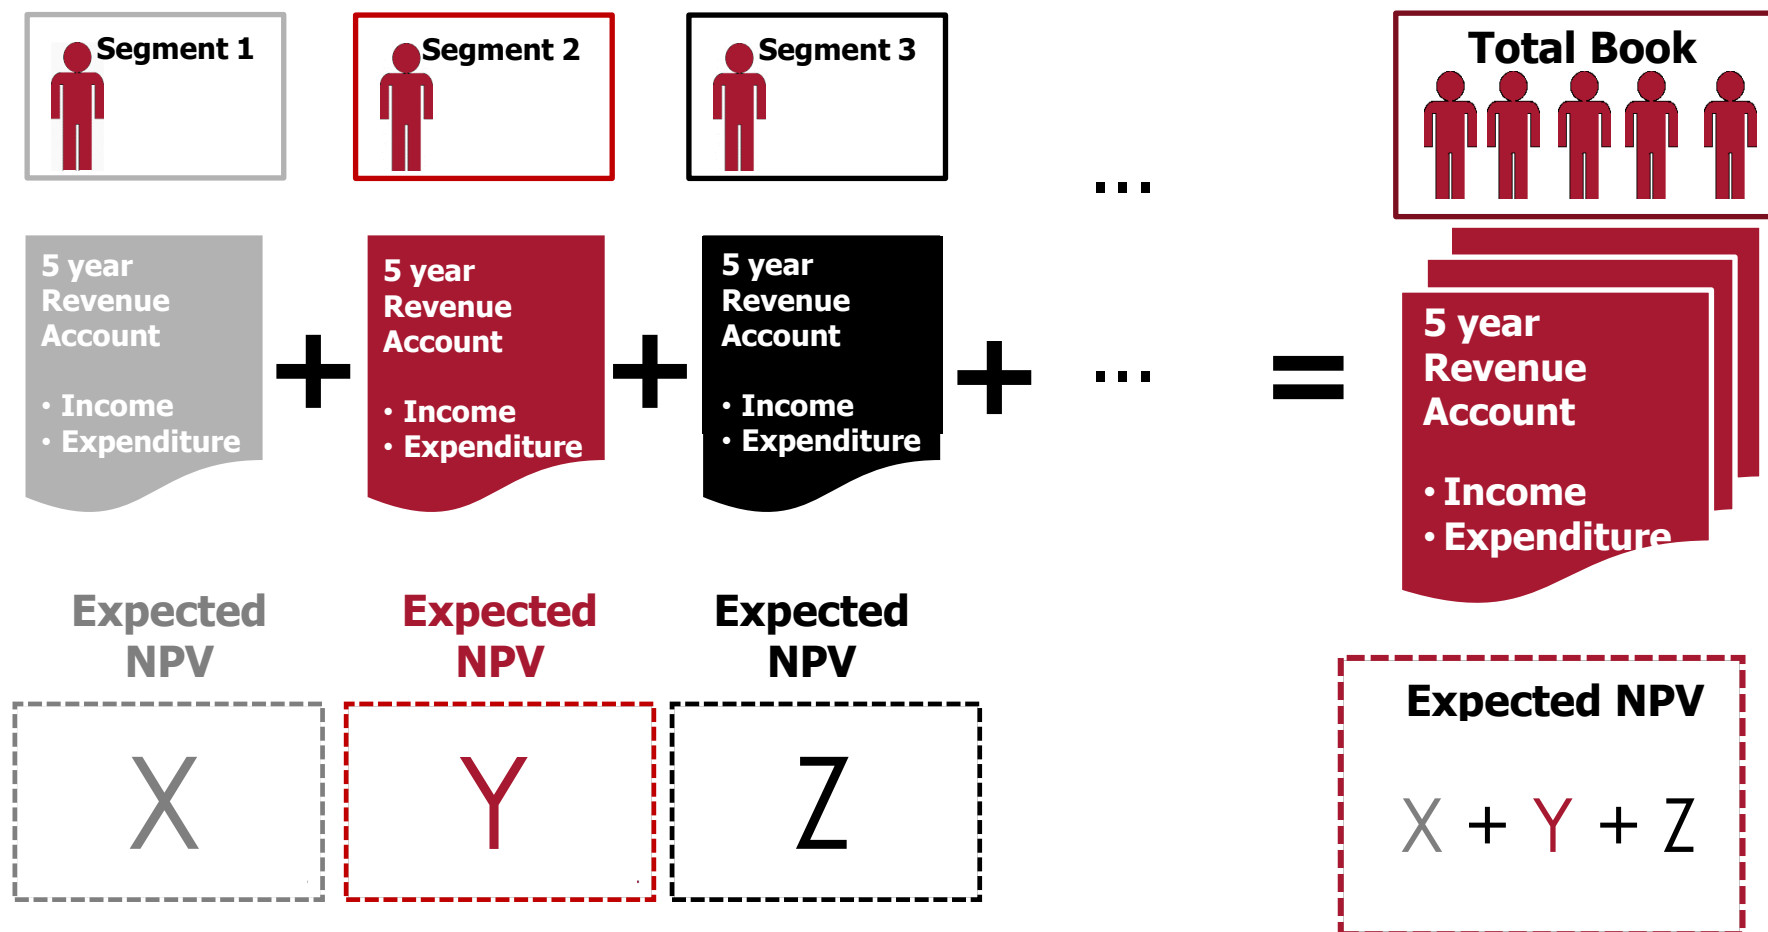 Segment 1
Segment 2
Segment 3
Total Book
...
5 year
Revenue
Account
• Income
• Expenditure
+
5 year
Revenue
Account
• Income
• Expenditure
+
5 year
Revenue
Account
• Income
• Expenditure
+
...
=
5 year
Revenue
Account
• Income
• Expenditure
Expected
NPV
Expected
NPV
Expected
NPV
X
Y
Z
Expected NPV
X + Y + Z